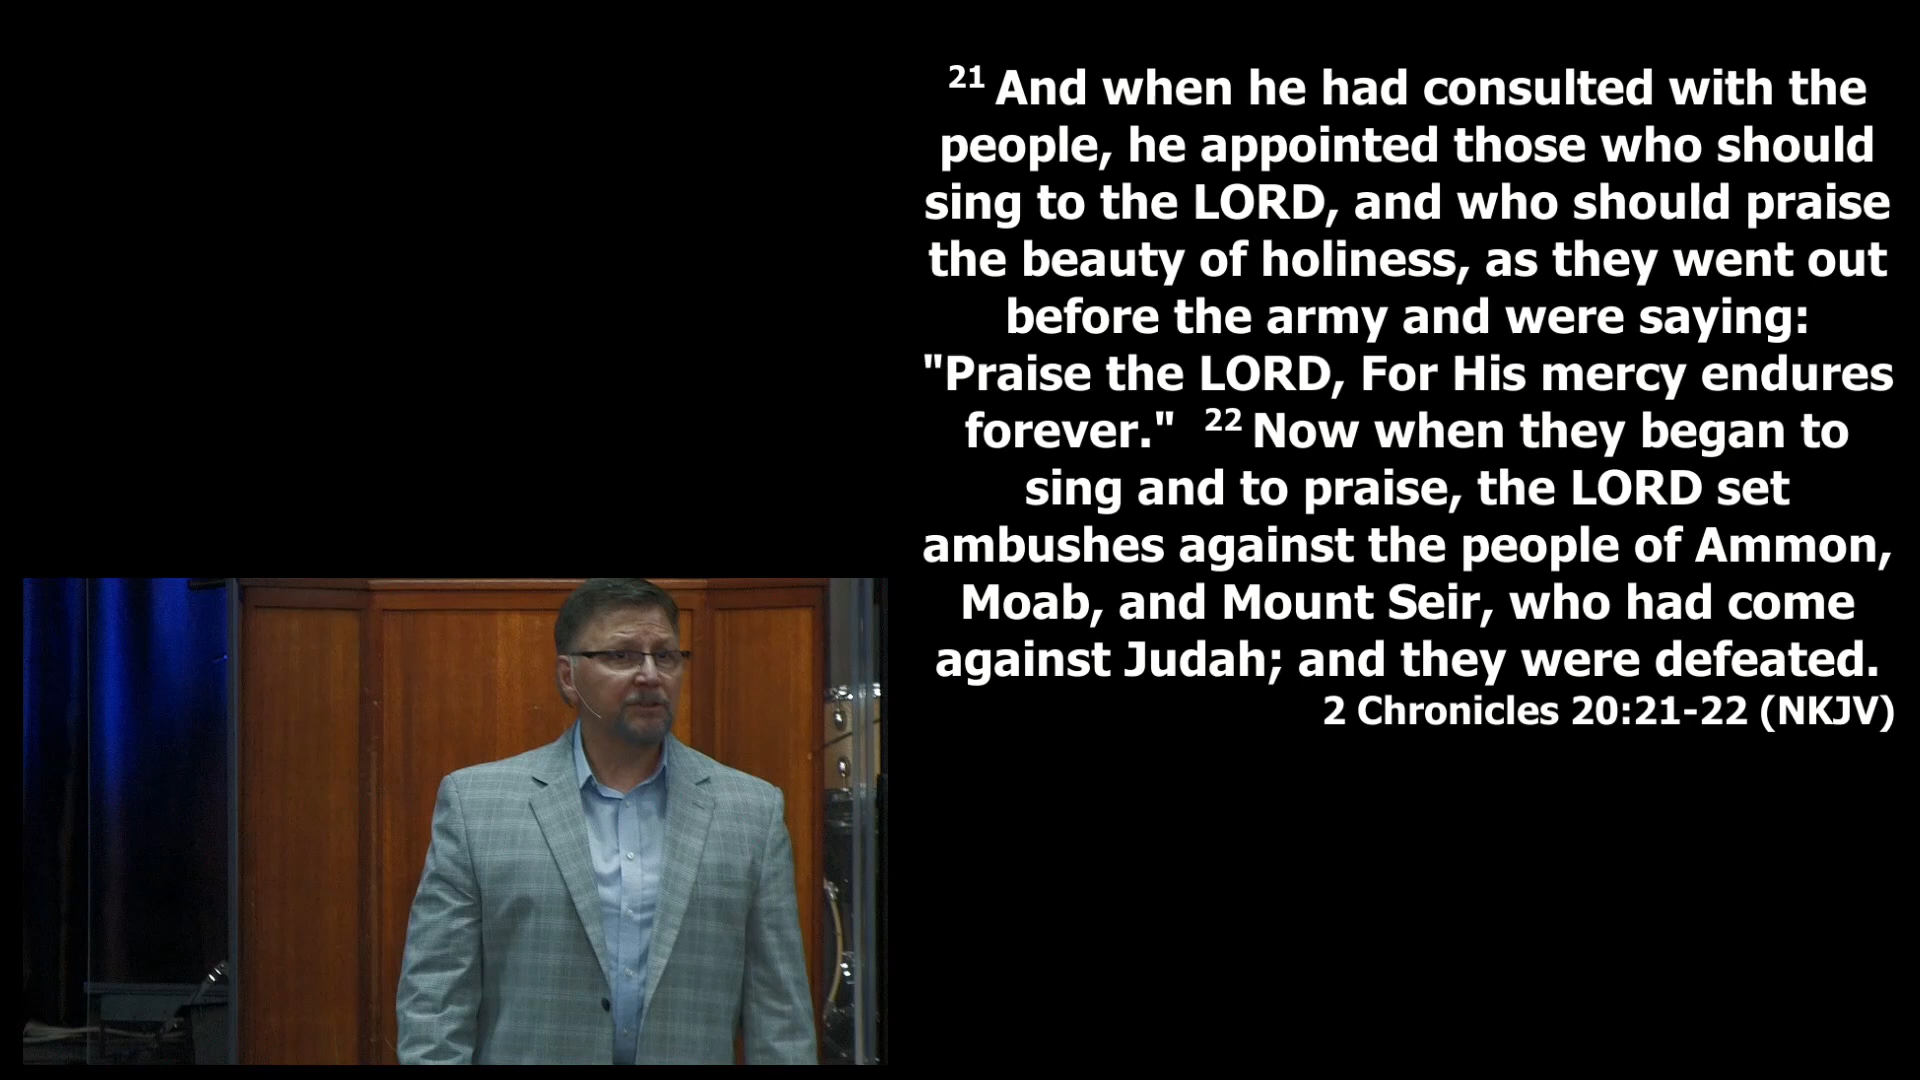 21 And when he had consulted with the
people, he appointed those who should
sing to the LORD, and who should praise
the beauty of holiness, as they went out
before the army and were saying:
"Praise the LORD, For His mercy endures
forever." 22 Now when they began to
sing and to praise, the LORD set
ambushes against the people of Ammon,
Moab, and Mount Seir, who had come
against Judah; and they were defeated.
2 Chronicles 20:21-22 (NKJV)